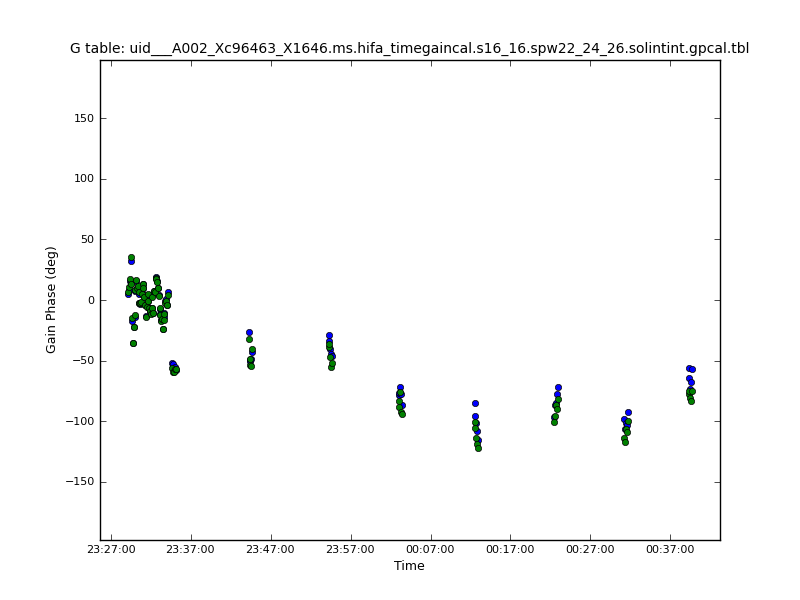 G table: uid___A002_Xc96463_X1646.ms.hifa_timegaincal.s16_16.spw22_24_26.solintint.gpcal.tbl
150
100
50
0
−50
−100
−150
Gain Phase (deg)
23:27:00 23:37:00 23:47:00 23:57:00 00:07:00 00:17:00 00:27:00 00:37:00
Time